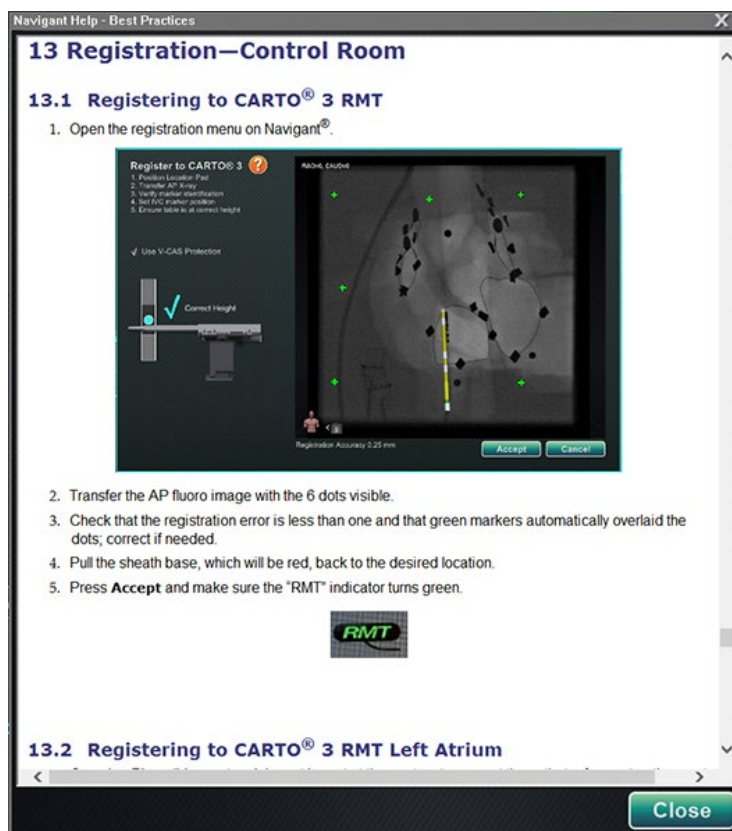 Navigant Help - Best Practices
X
13 Registration—Control Room
13.1 Registering to CARTO® 3 RMT
1. Open the registration menu on Navigant®.
Register to CARTO® 3 ?
1. Position Location Pad
2. Transfer AP X-ray
3. Verify marker identification
4. Set IVC marker position
5. Ensure table is at correct height
Use V-CAS Protection
Correct Height
Registration Accuracy 0.25 mm
Accept
Cancel
2. Transfer the AP fluoro image with the 6 dots visible.
3. Check that the registration error is less than one and that green markers automatically overlaid the
dots; correct if needed.
4. Pull the sheath base, which will be red, back to the desired location.
5. Press Accept and make sure the "RMT" indicator turns green.
RMT
13.2 Registering to CARTO® 3 RMT Left Atrium
Close